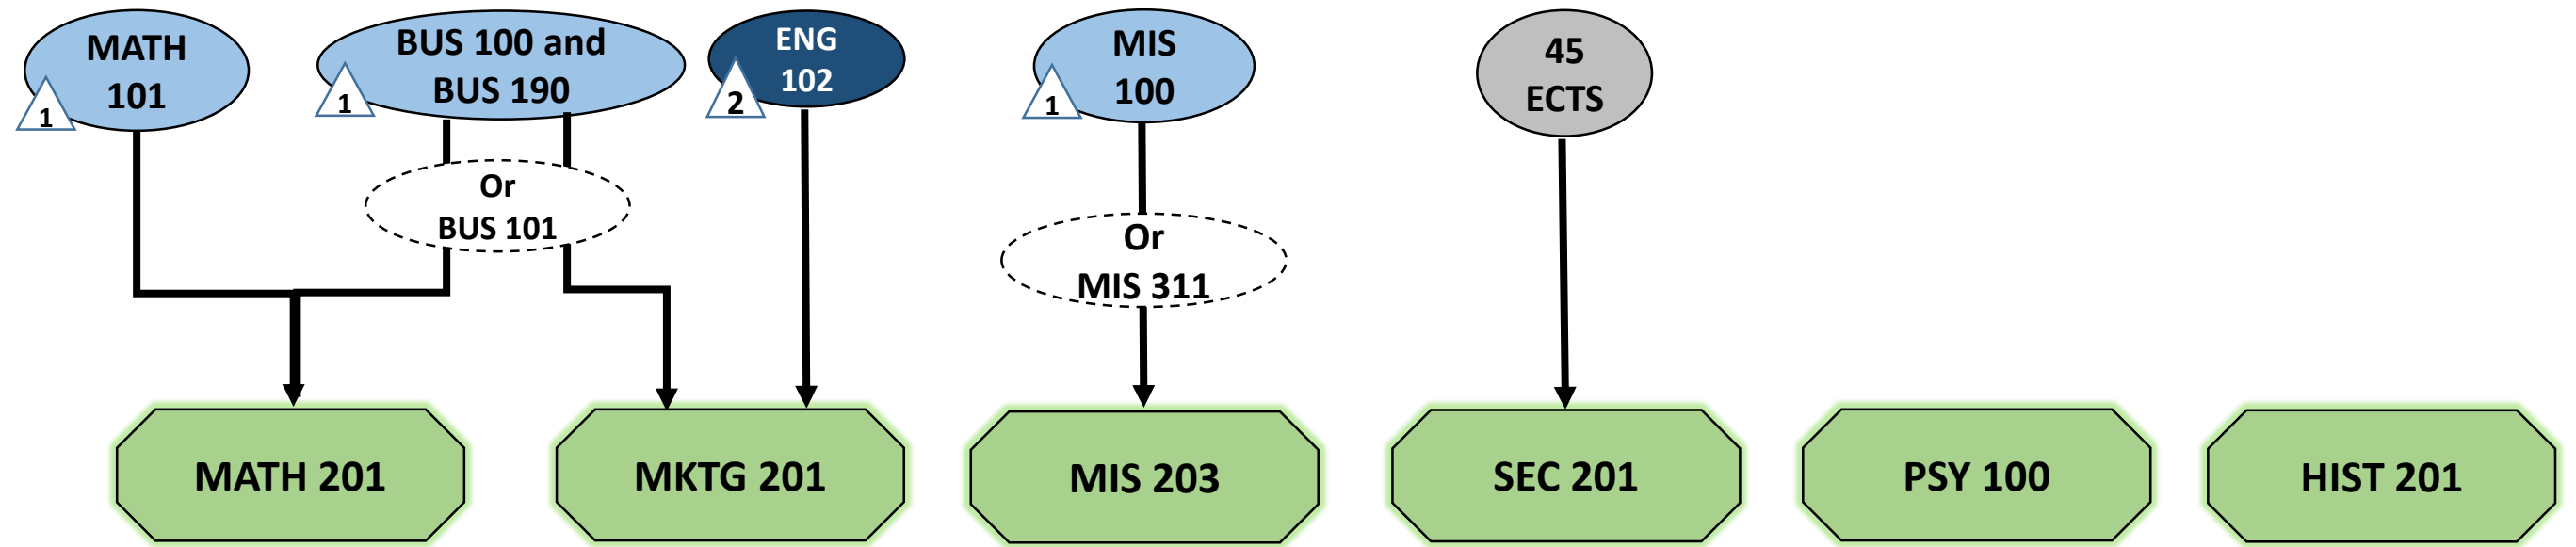 MATH
101
1
BUS 100 and
BUS 190
1
ENG
102
2
MIS
100
1
45
ECTS
Or
BUS 101
Or
MIS 311
MATH 201
MKTG 201
MIS 203
SEC 201
PSY 100
HIST 201